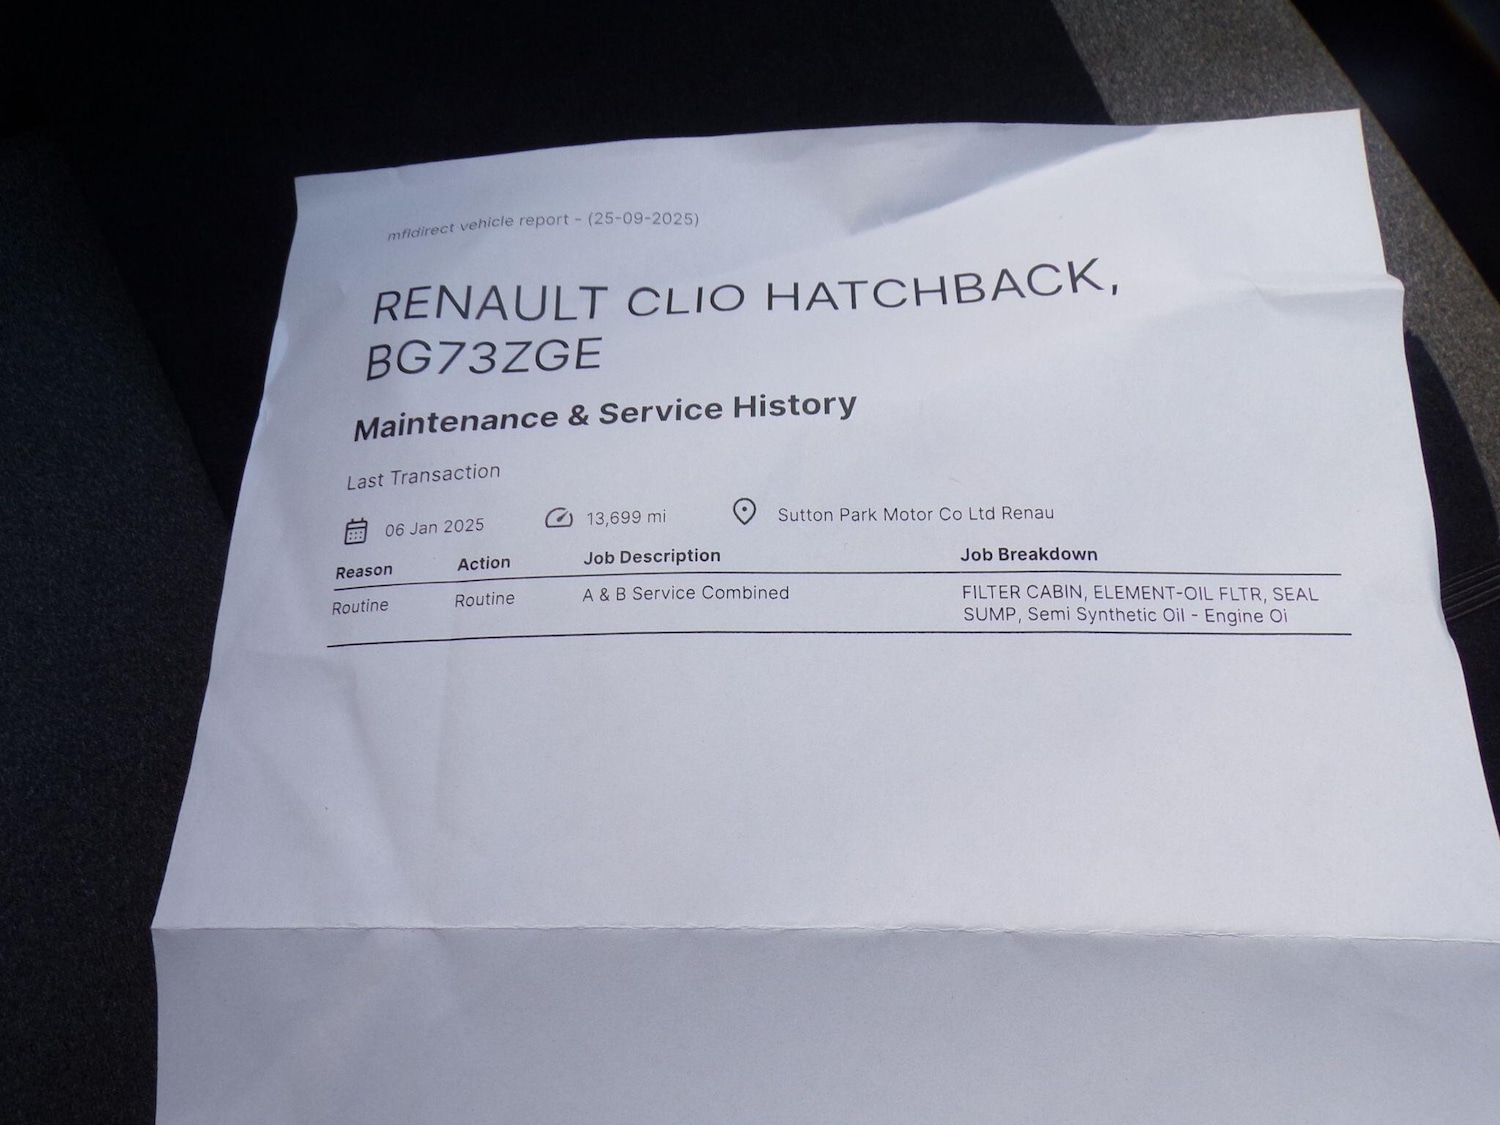 mfldirect vehicle report - (25-09-2025)
RENAULT CLIO HATCHBACK,
BG73ZGE
Maintenance & Service History
Last Transaction
06 Jan 2025 13,699 mi Sutton Park Motor Co Ltd Renau
Reason Action Job Description Job Breakdown
Routine Routine A & B Service Combined FILTER CABIN, ELEMENT-OIL FLTR, SEAL
SUMP, Semi Synthetic Oil - Engine Oi